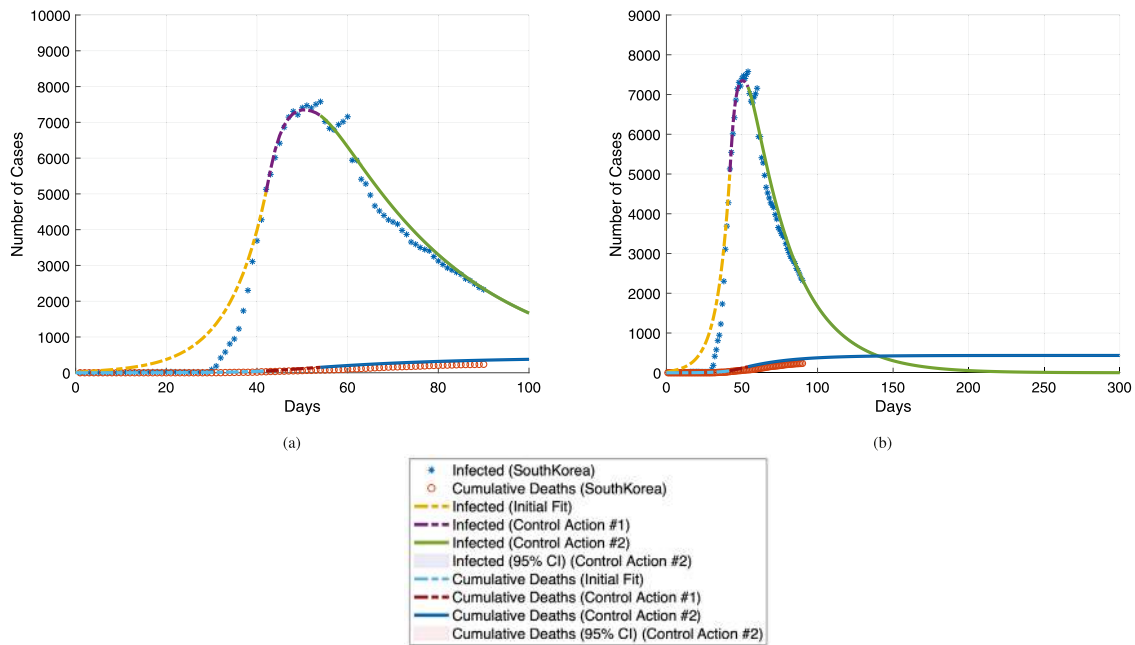 10000
9000
8000
7000
6000
5000
4000
3000
2000
1000
0
Number of Cases
0 20 40 60 80 100
Days
(a)
9000
8000
7000
6000
5000
4000
3000
2000
1000
0
Number of Cases
0 50 100 150 200 250 300
Days
(b)
Infected (SouthKorea)
Cumulative Deaths (SouthKorea)
Infected (Initial Fit)
Infected (Control Action #1)
Infected (Control Action #2)
Infected (95% CI) (Control Action #2)
Cumulative Deaths (Initial Fit)
Cumulative Deaths (Control Action #1)
Cumulative Deaths (Control Action #2)
Cumulative Deaths (95% CI) (Control Action #2)